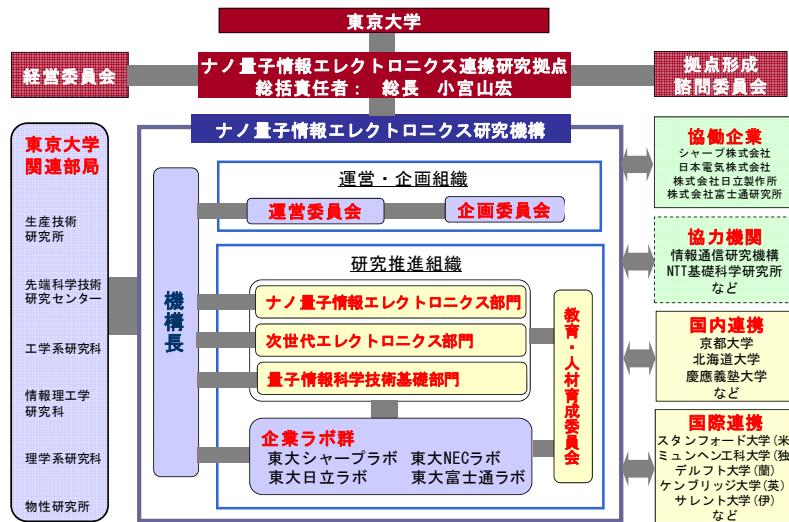 東京大学
経営委員会
ナノ量子情報エレクトロニクス連携研究拠点
総括責任者： 総長 小宮山宏
拠点形成
諮問委員会
ナノ量子情報エレクトロニクス研究機構
東京大学
関連部局
生産技術
研究所
先端科学技術
研究センター
工学系研究科
情報理工学
研究科
理学系研究科
物性研究所
機構長
運営・企画組織
運営委員会
企画委員会
研究推進組織
ナノ量子情報エレクトロニクス部門
次世代エレクトロニクス部門
量子情報科学技術基礎部門
教育・人材育成委員会
企業ラボ群
東大シャープラボ 東大NECラボ
東大日立ラボ 東大富士通ラボ
協働企業
シャープ株式会社
日本電気株式会社
株式会社日立製作所
株式会社富士通研究所
協力機関
情報通信研究機構
NTT基礎科学研究所
など
国内連携
京都大学
北海道大学
慶應義塾大学
など
国際連携
スタンフォード大学(米
ミュンヘン工科大学(独
デルフト大学(蘭)
ケンブリッジ大学(英)
サレント大学(伊)
など